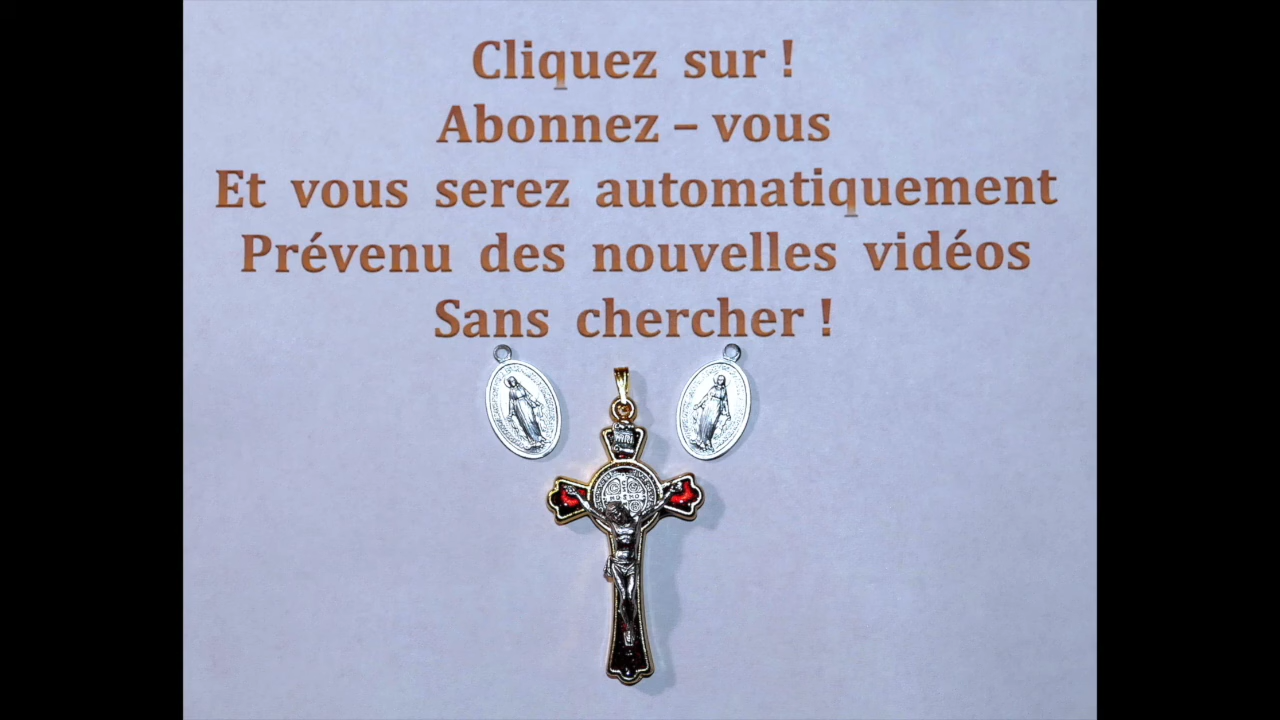 Cliquez sur !
Abonnez – vous
Et vous serez automatiquement
Prévenu des nouvelles vidéos
Sans chercher !